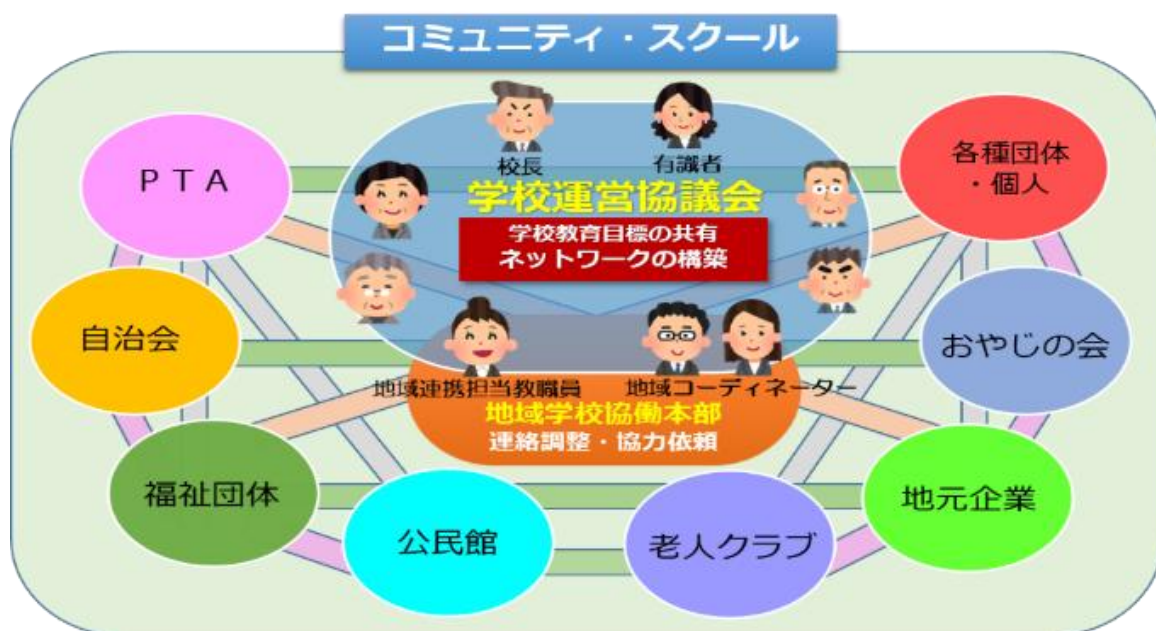 コミュニティ・スクール
校長
有識者
学校運営協議会
学校教育目標の共有
ネットワークの構築
PTA
各種団体
・個人
自治会
おやじの会
地域連携担当教職員
地域コーディネーター
地域学校協働本部
連絡調整・協力依頼
福祉団体
地元企業
公民館
老人クラブ